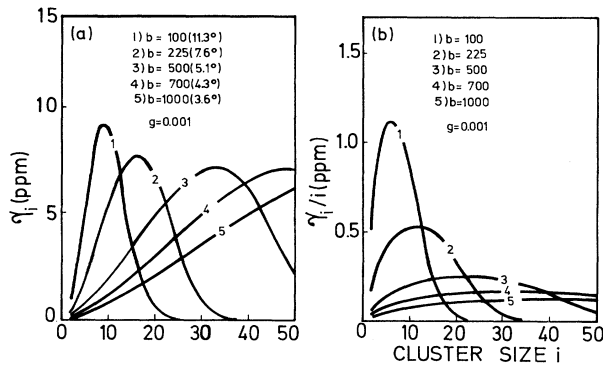 (a)
1) b = 100(11.3°)
2) b = 225(7.6°)
3) b = 500(5.1°)
4) b = 700(4.3°)
5) b=1000(3.6°)
g=0.001
15
10
5
0
γi (ppm)
1
2
3
4
5
0 10 20 30 40 50
(b)
1) b = 100
2) b = 225
3) b = 500
4) b = 700
5) b=1000
g=0.001
1.5
1.0
0.5
γi/i (ppm)
1
2
3
4
5
0 10 20 30 40 50
CLUSTER SIZE i